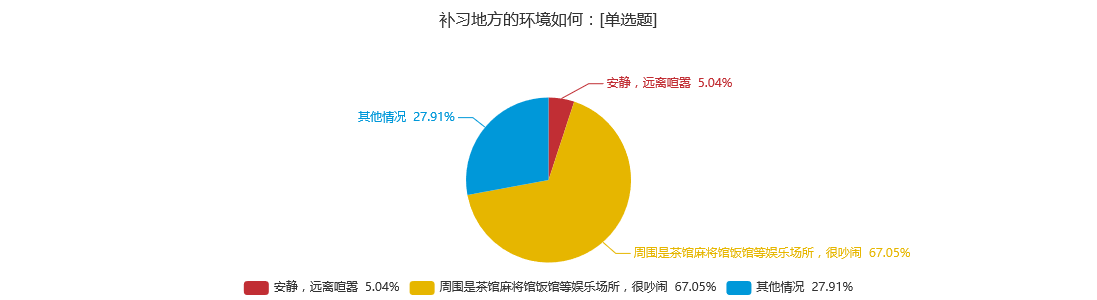 补习地方的环境如何：[单选题]
安静，远离喧嚣 5.04%
其他情况 27.91%
周围是茶馆麻将馆饭馆等娱乐场所，很吵闹 67.05%
安静，远离喧嚣 5.04% 周围是茶馆麻将馆饭馆等娱乐场所，很吵闹 67.05% 其他情况 27.91%